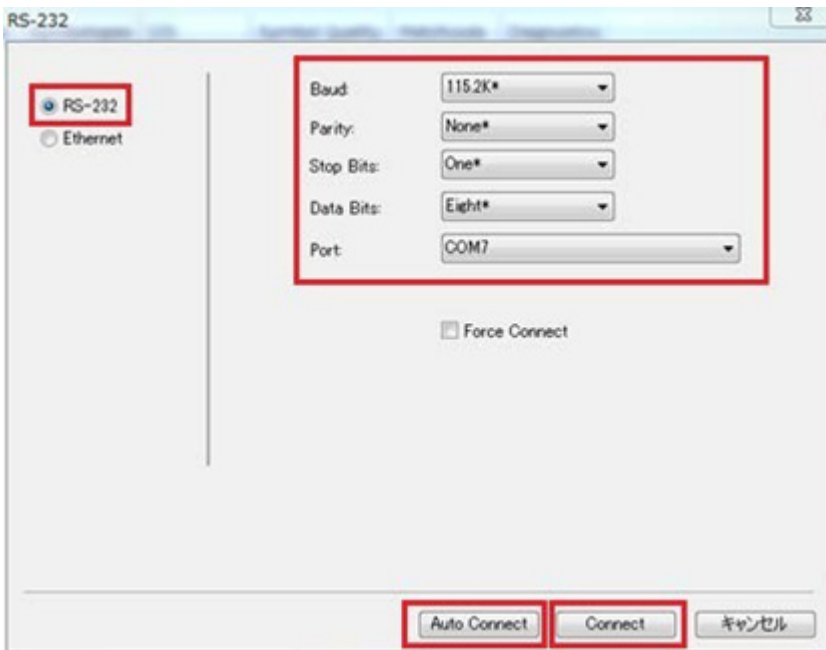 RS-232
RS-232
Ethernet
Baud: 115.2K*
Parity: None*
Stop Bits: One*
Data Bits: Eight*
Port: COM7
Force Connect
Auto Connect Connect キャンセル